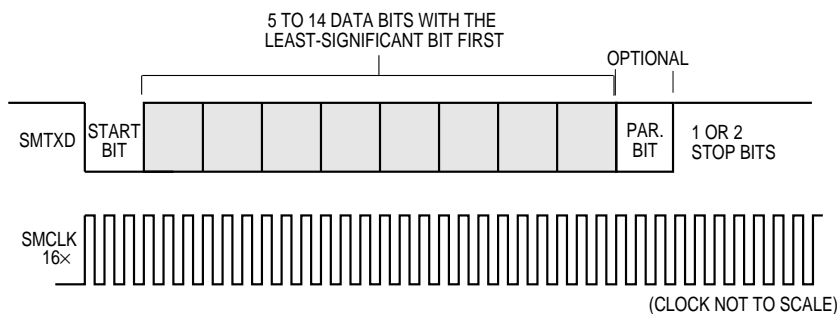 5 TO 14 DATA BITS WITH THE
LEAST-SIGNIFICANT BIT FIRST
OPTIONAL
SMTXD
START
BIT
PAR.
BIT
1 OR 2
STOP BITS
SMCLK
16×
(CLOCK NOT TO SCALE)